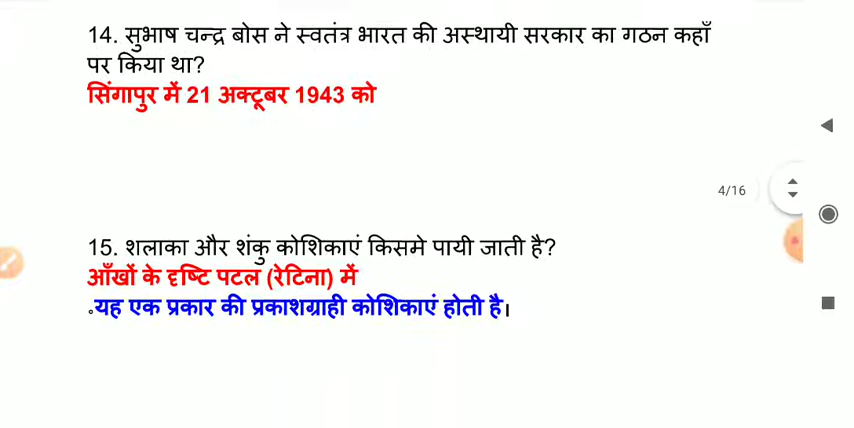 14. सुभाष चन्द्र बोस ने स्वतंत्र भारत की अस्थायी सरकार का गठन कहाँ
पर किया था?
सिंगापुर में 21 अक्टूबर 1943 को
4/16
15. शलाका और शंकु कोशिकाएं किसमे पायी जाती है?
आँखों के दृष्टि पटल (रेटिना) में
॰यह एक प्रकार की प्रकाशग्राही कोशिकाएं होती है।